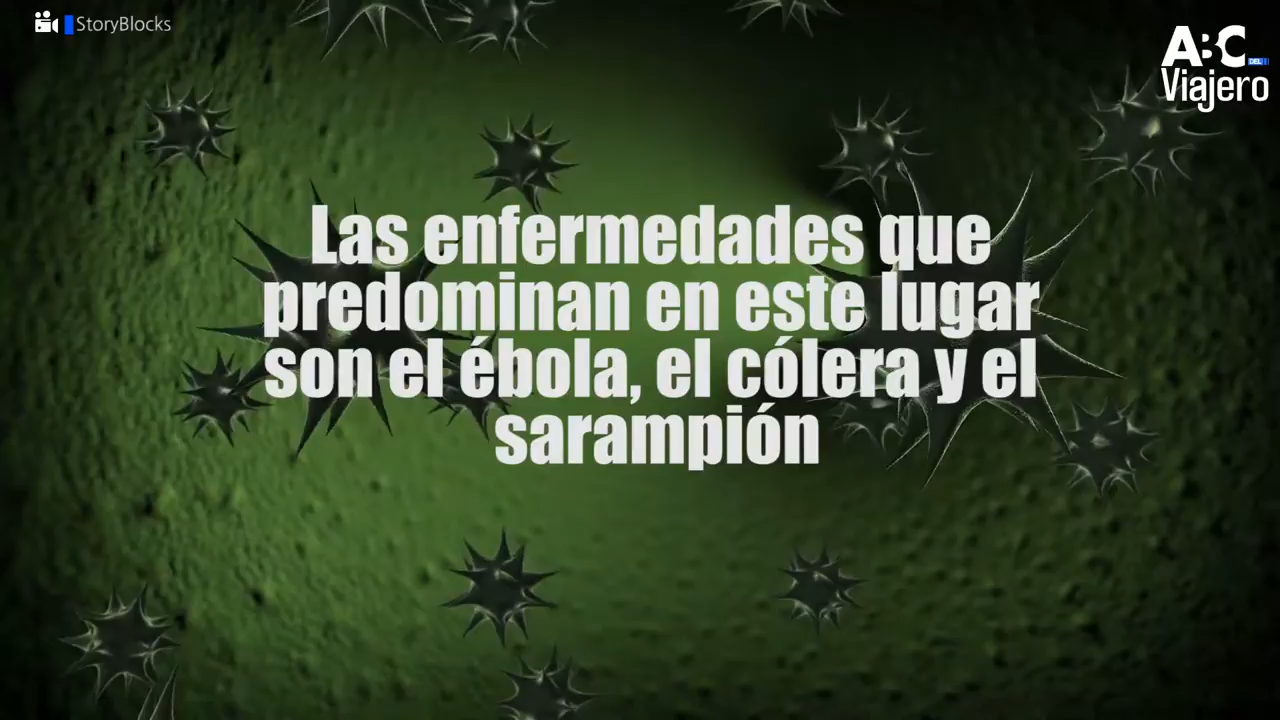 StoryBlocks
ABC
DEL
Viajero
Las enfermedades que
predominan en este lugar
son el ébola, el cólera y el
sarampión